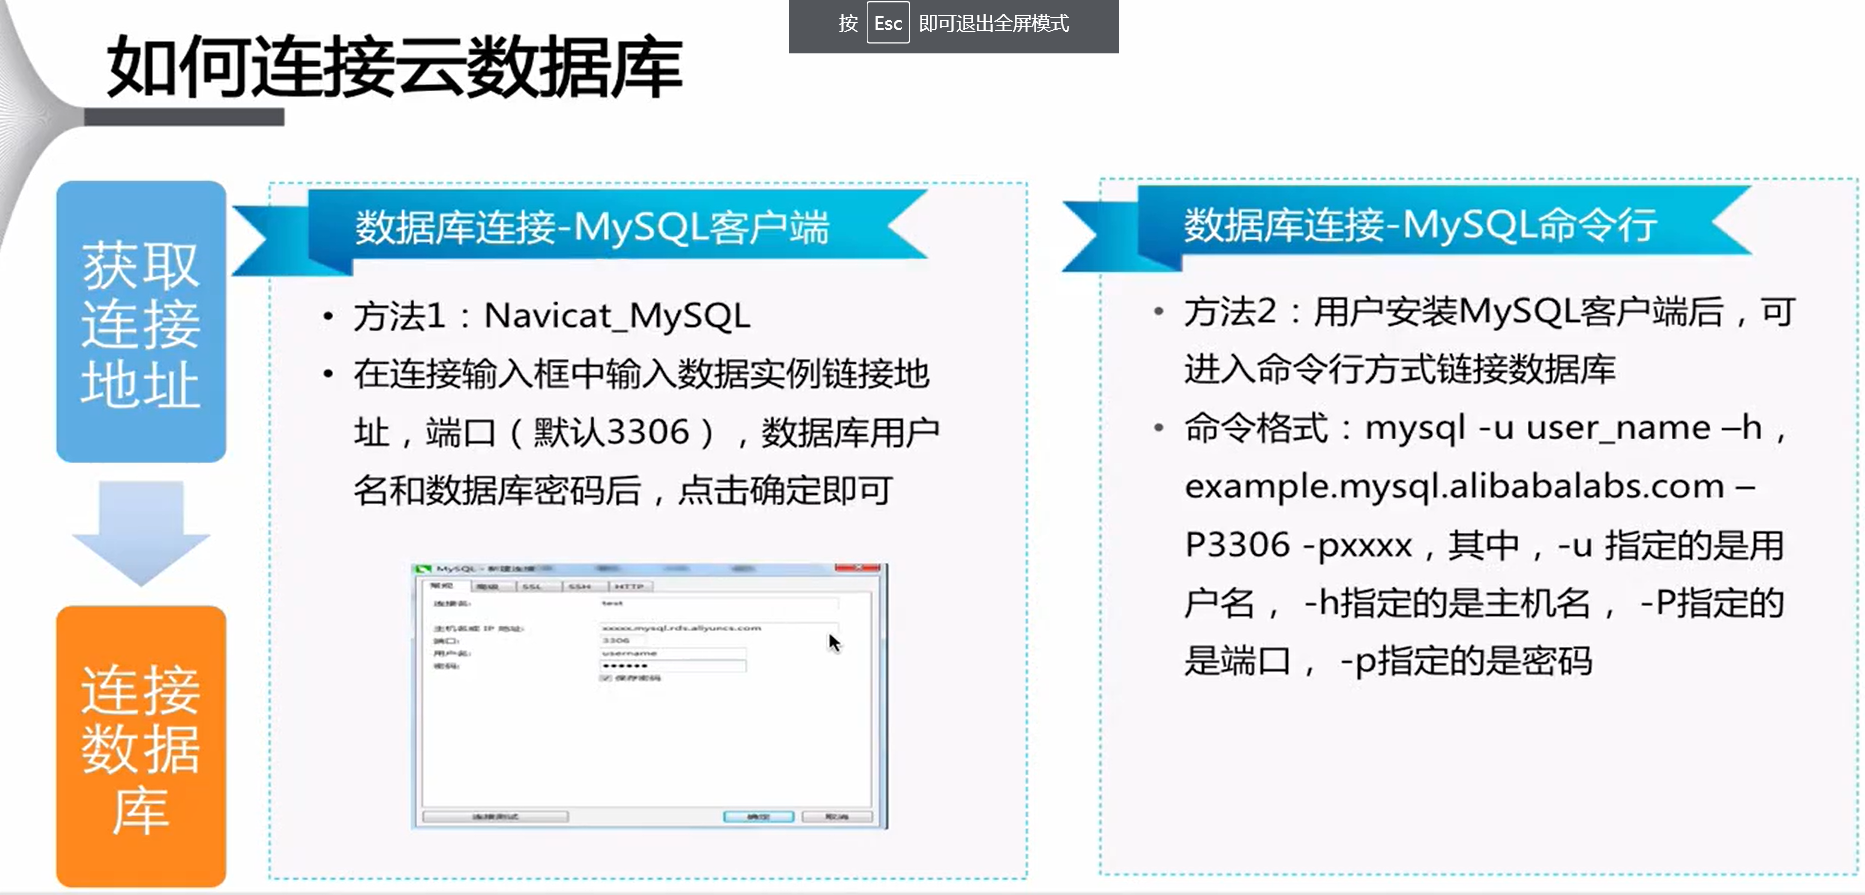 按 Esc 即可退出全屏模式
如何连接云数据库
获取
连接
地址
连接
数据
库
数据库连接-MySQL客户端
• 方法1：Navicat_MySQL
• 在连接输入框中输入数据实例链接地
址，端口（默认3306），数据库用户
名和数据库密码后，点击确定即可
MySQL - 新建连接
常规 高级 SSL SSH HTTP
连接名: test
主机名或 IP 地址: xxxxx.mysql.rds.aliyuncs.com
端口: 3306
用户名: username
密码: ••••••
保存密码
连接测试 确定 取消
数据库连接-MySQL命令行
• 方法2：用户安装MySQL客户端后，可
进入命令行方式链接数据库
• 命令格式：mysql -u user_name –h，
example.mysql.alibabalabs.com –
P3306 -pxxxx，其中，-u 指定的是用
户名， -h指定的是主机名， -P指定的
是端口， -p指定的是密码